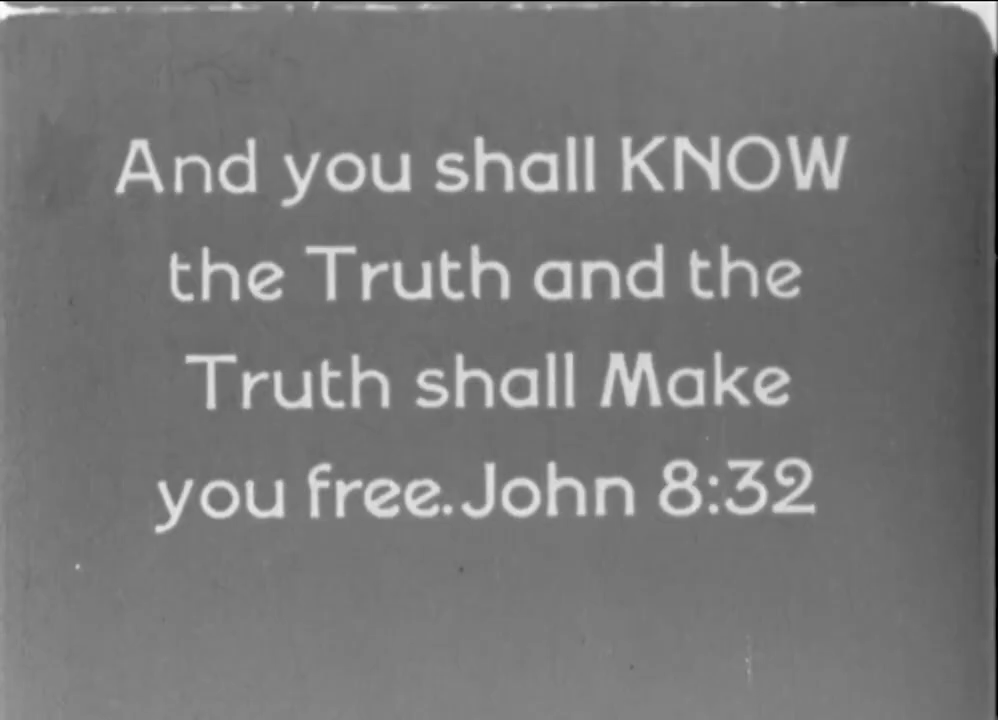 And you shall KNOW
the Truth and the
Truth shall Make
you free. John 8:32